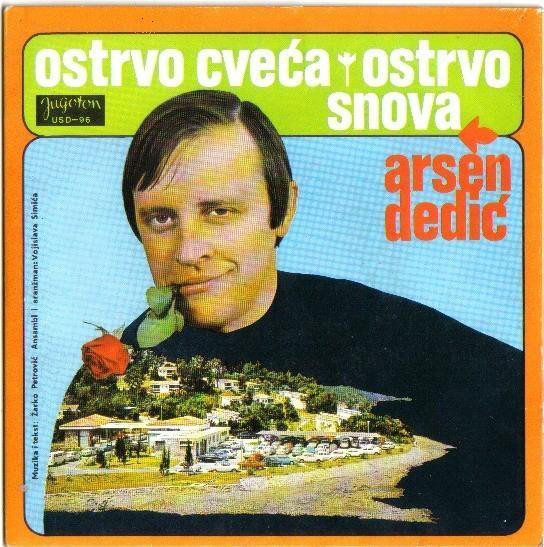 ostrvo cveća ostrvo
snova
Jugoton
USD-96
arsen
dedić
Muzika i tekst: Žarko Petrović Ansambl i aranžman: Vojislava Simića